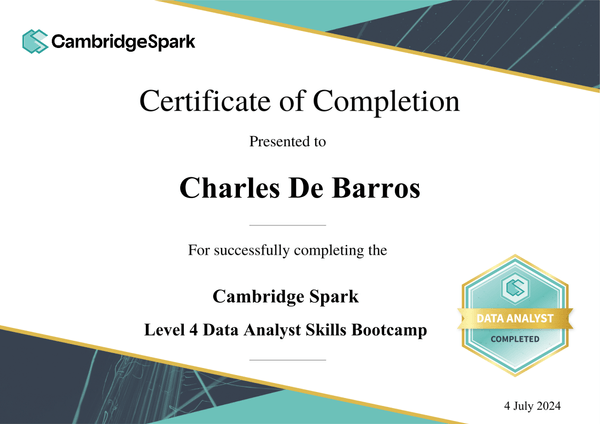 CambridgeSpark
Certificate of Completion
Presented to
Charles De Barros
For successfully completing the
Cambridge Spark
Level 4 Data Analyst Skills Bootcamp
DATA ANALYST
COMPLETED
4 July 2024